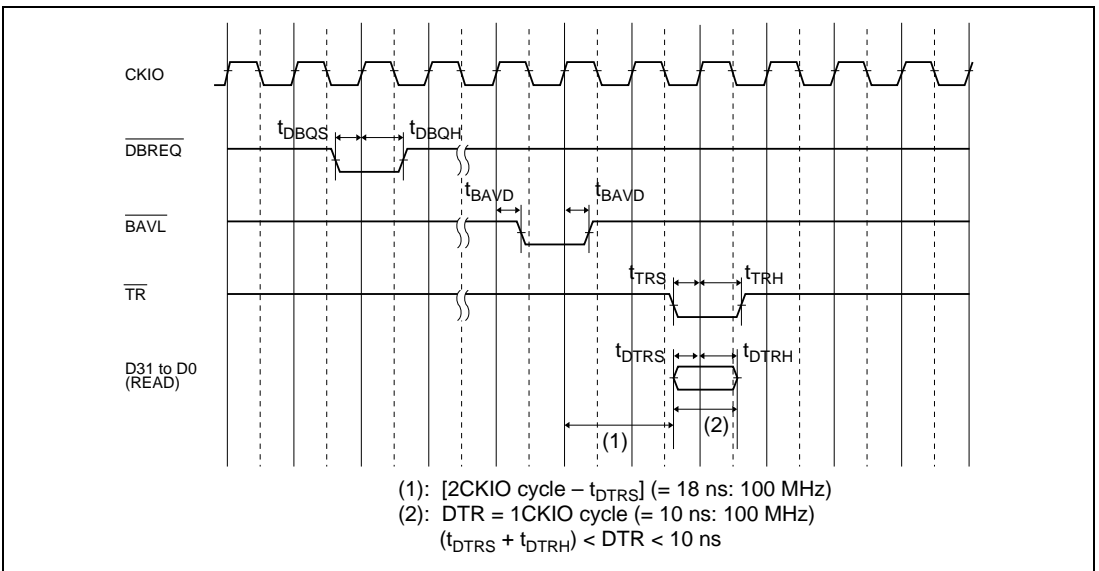 CKIO
tDBQS tDBQH
DBREQ
tBAVD tBAVD
BAVL
tTRS tTRH
TR
tDTRS tDTRH
D31 to D0
(READ)
(1) (2)
(1): [2CKIO cycle – tDTRS] (= 18 ns: 100 MHz)
(2): DTR = 1CKIO cycle (= 10 ns: 100 MHz)
(tDTRS + tDTRH) < DTR < 10 ns